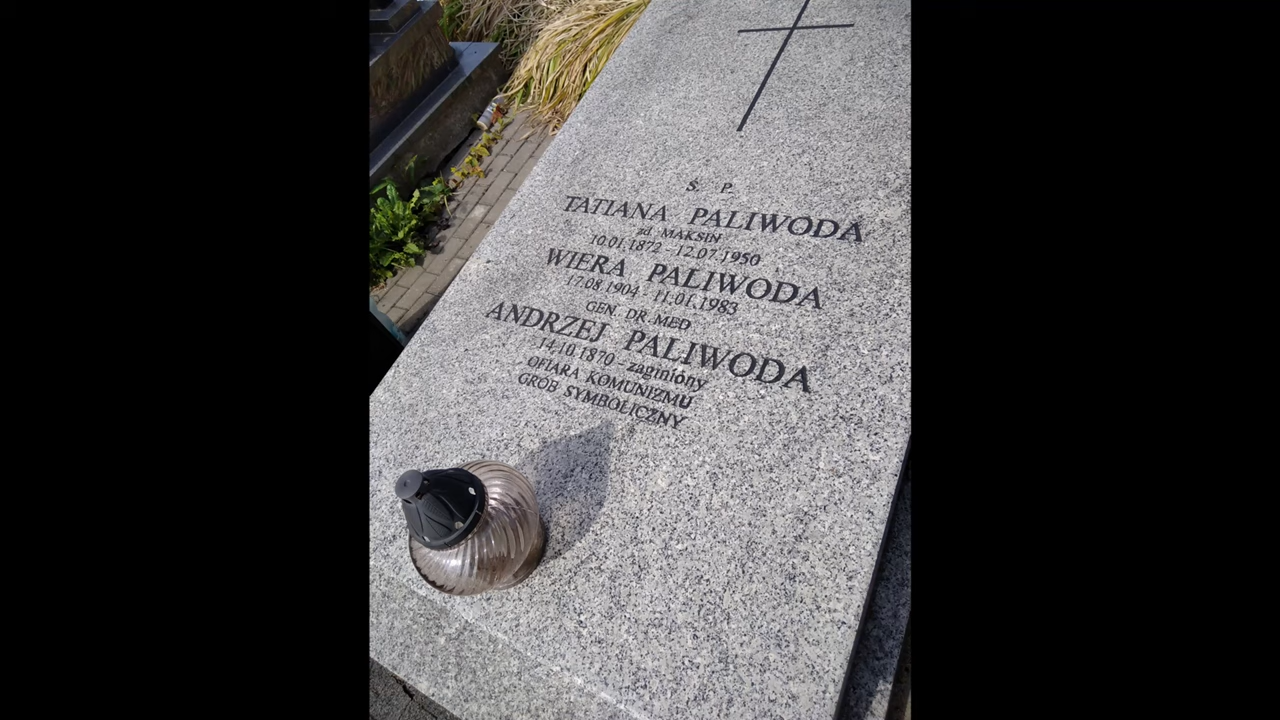 Ś. P.
TATIANA PALIWODA
zd. MAKSIN
10.01.1872 - 12.07.1950
WIERA PALIWODA
17.08.1904 - 11.01.1983
GEN. DR MED
ANDRZEJ PALIWODA
14.10.1870 zaginiony
OFIARA KOMUNIZMU
GRÓB SYMBOLICZNY